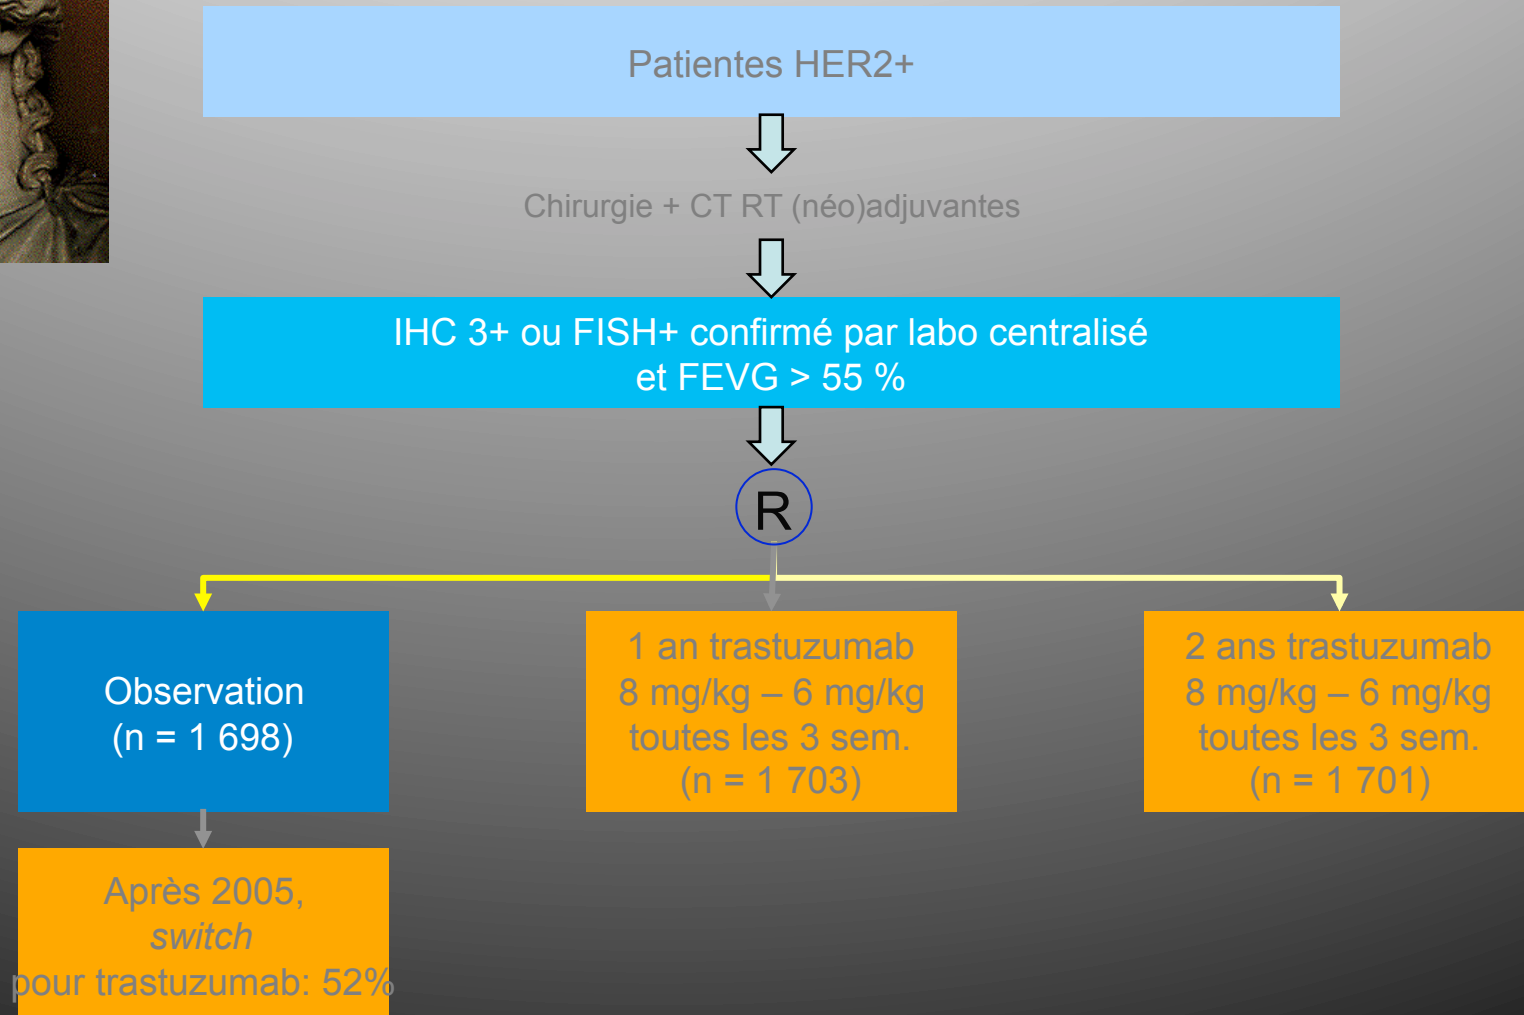 Patientes HER2+
Chirurgie + CT RT (néo)adjuvantes
IHC 3+ ou FISH+ confirmé par labo centralisé
et FEVG > 55 %
R
Observation
(n = 1 698)
1 an trastuzumab
8 mg/kg – 6 mg/kg
toutes les 3 sem.
(n = 1 703)
2 ans trastuzumab
8 mg/kg – 6 mg/kg
toutes les 3 sem.
(n = 1 701)
Après 2005,
switch
pour trastuzumab: 52%